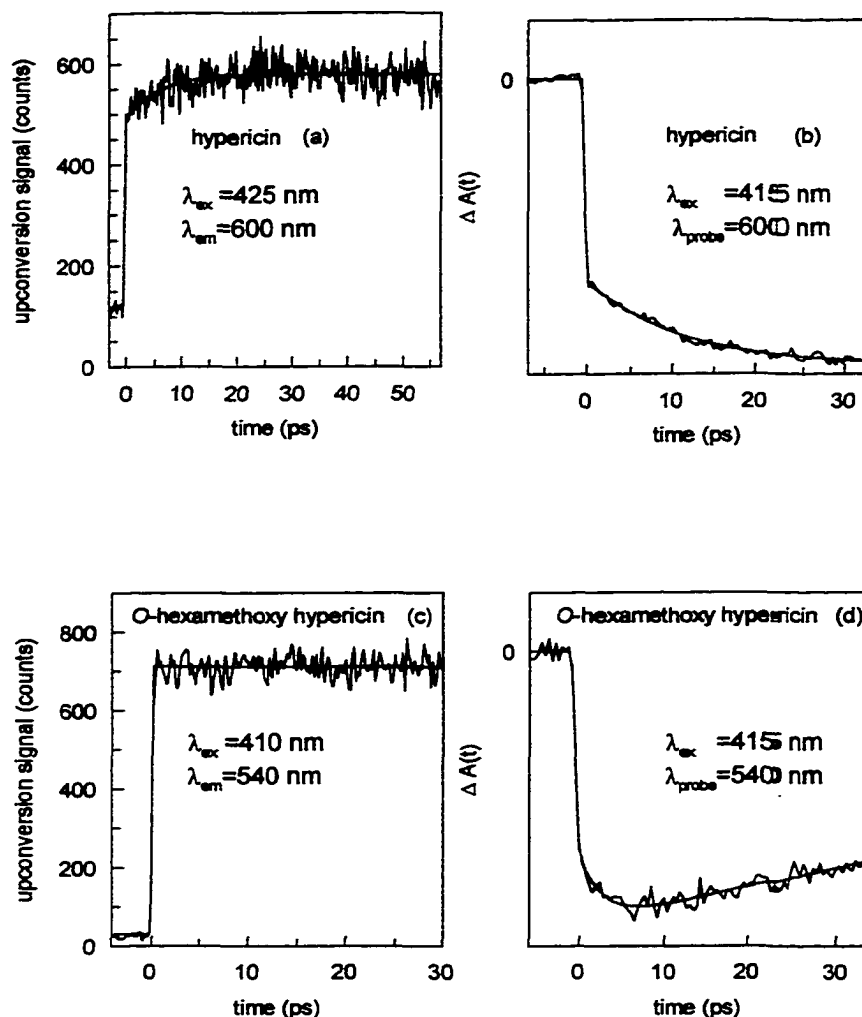 upconversion signal (counts)
600
400
200
0
hypericin (a)
λex =425 nm
λem=600 nm
0 10 20 30 40 50
time (ps)
Δ A(t)
0
hypericin (b)
λex =415 nm
λprobe=600 nm
0 10 20 30
time (ps)
upconversion signal (counts)
800
600
400
200
0
O-hexamethoxy hypericin (c)
λex =410 nm
λem=540 nm
0 10 20 30
time (ps)
Δ A(t)
0
O-hexamethoxy hypericin (d)
λex =415 nm
λprobe=540 nm
0 10 20 30
time (ps)